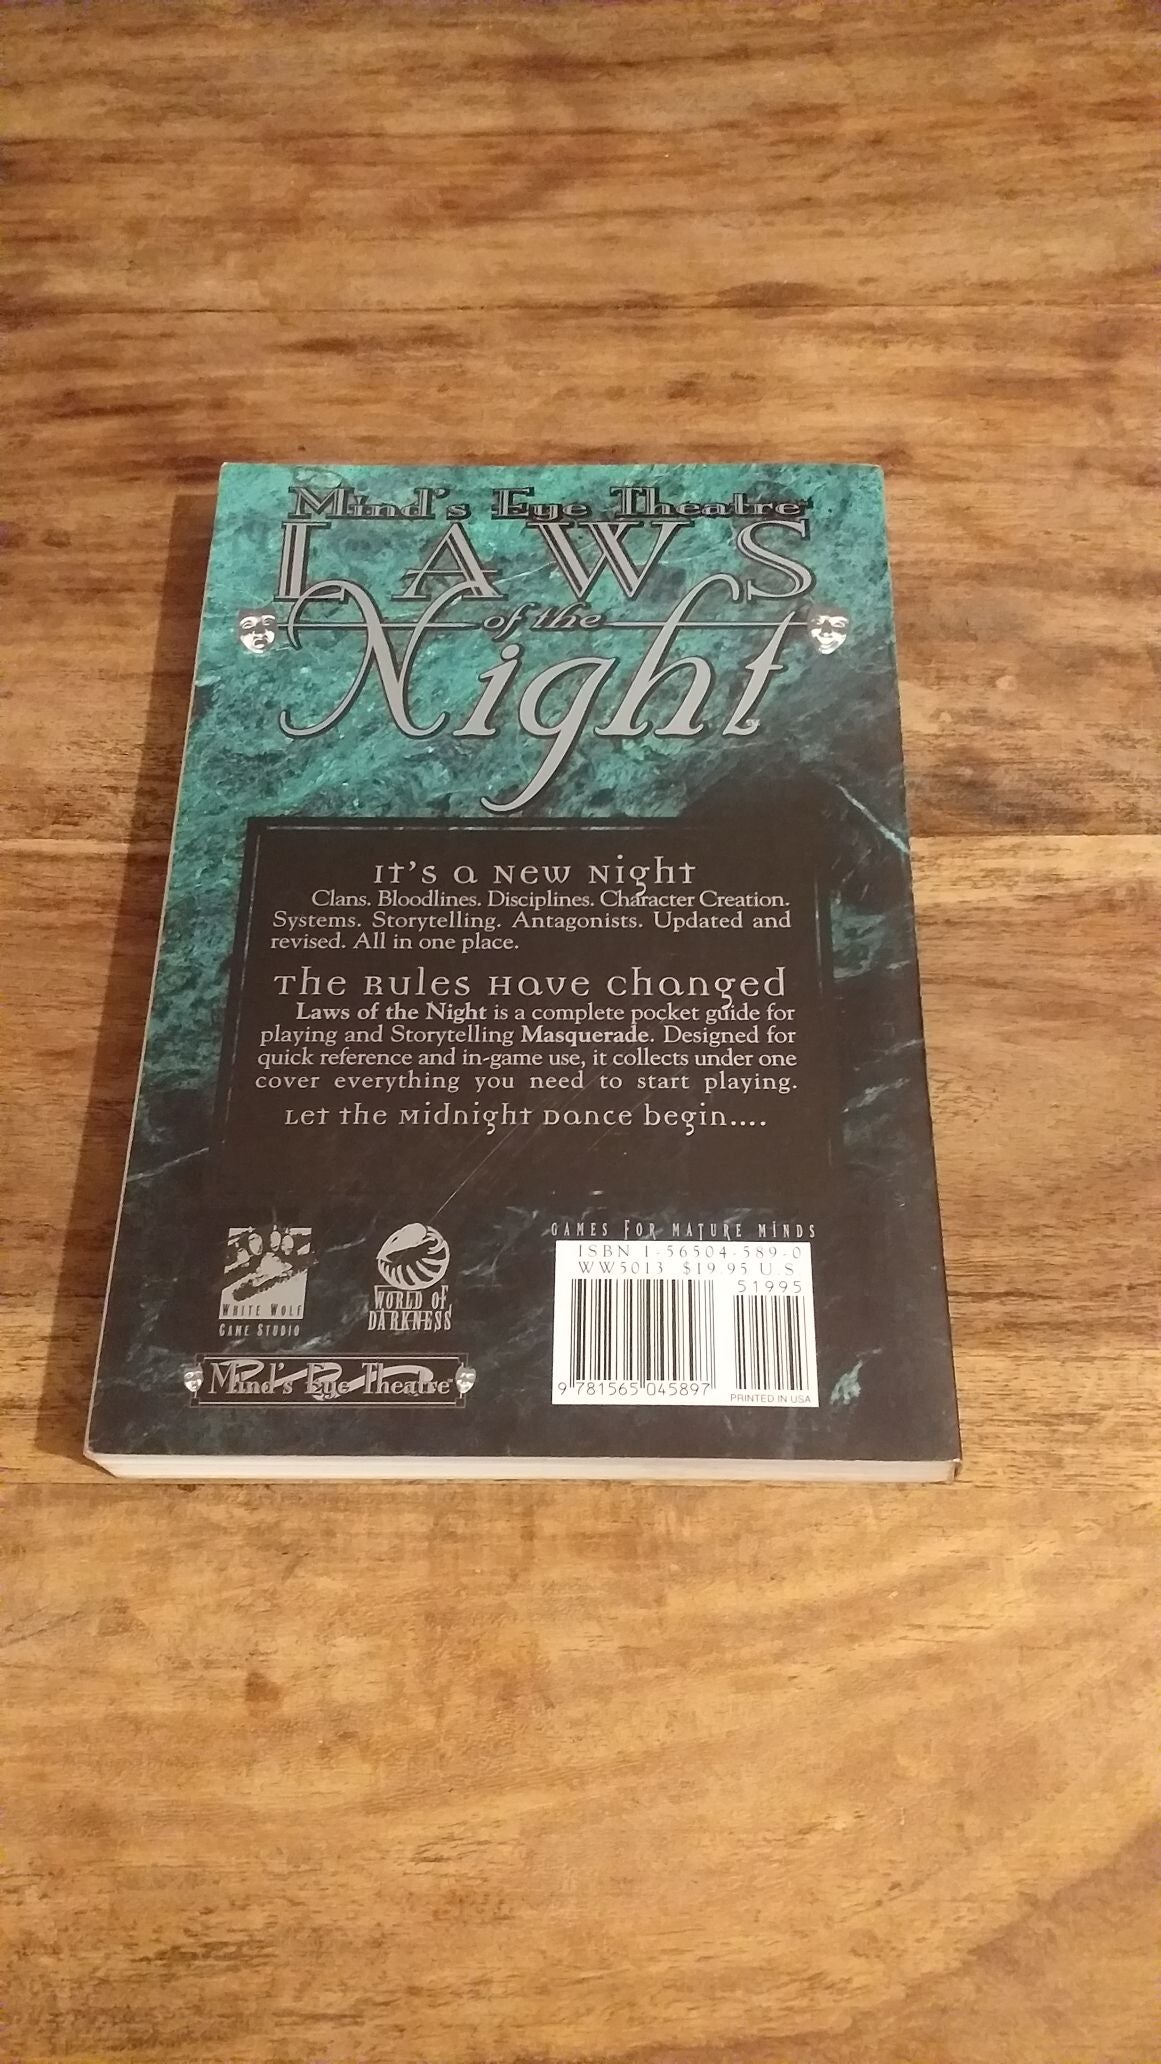 Mind's Eye Theatre
LAWS
of the
Night
It's a New Night
Clans. Bloodlines. Disciplines. Character Creation.
Systems. Storytelling. Antagonists. Updated and
revised. All in one place.
The Rules Have Changed
Laws of the Night is a complete pocket guide for
playing and Storytelling Masquerade. Designed for
quick reference and in-game use, it collects under one
cover everything you need to start playing.
Let the Midnight Dance begin....
GAMES FOR MATURE MINDS
ISBN 1-56504-589-0
WW5013 $19.95 U.S.
51995
9 781565 045897
PRINTED IN USA
WHITE WOLF
GAME STUDIO
WORLD OF
DARKNESS
Mind's Eye Theatre™